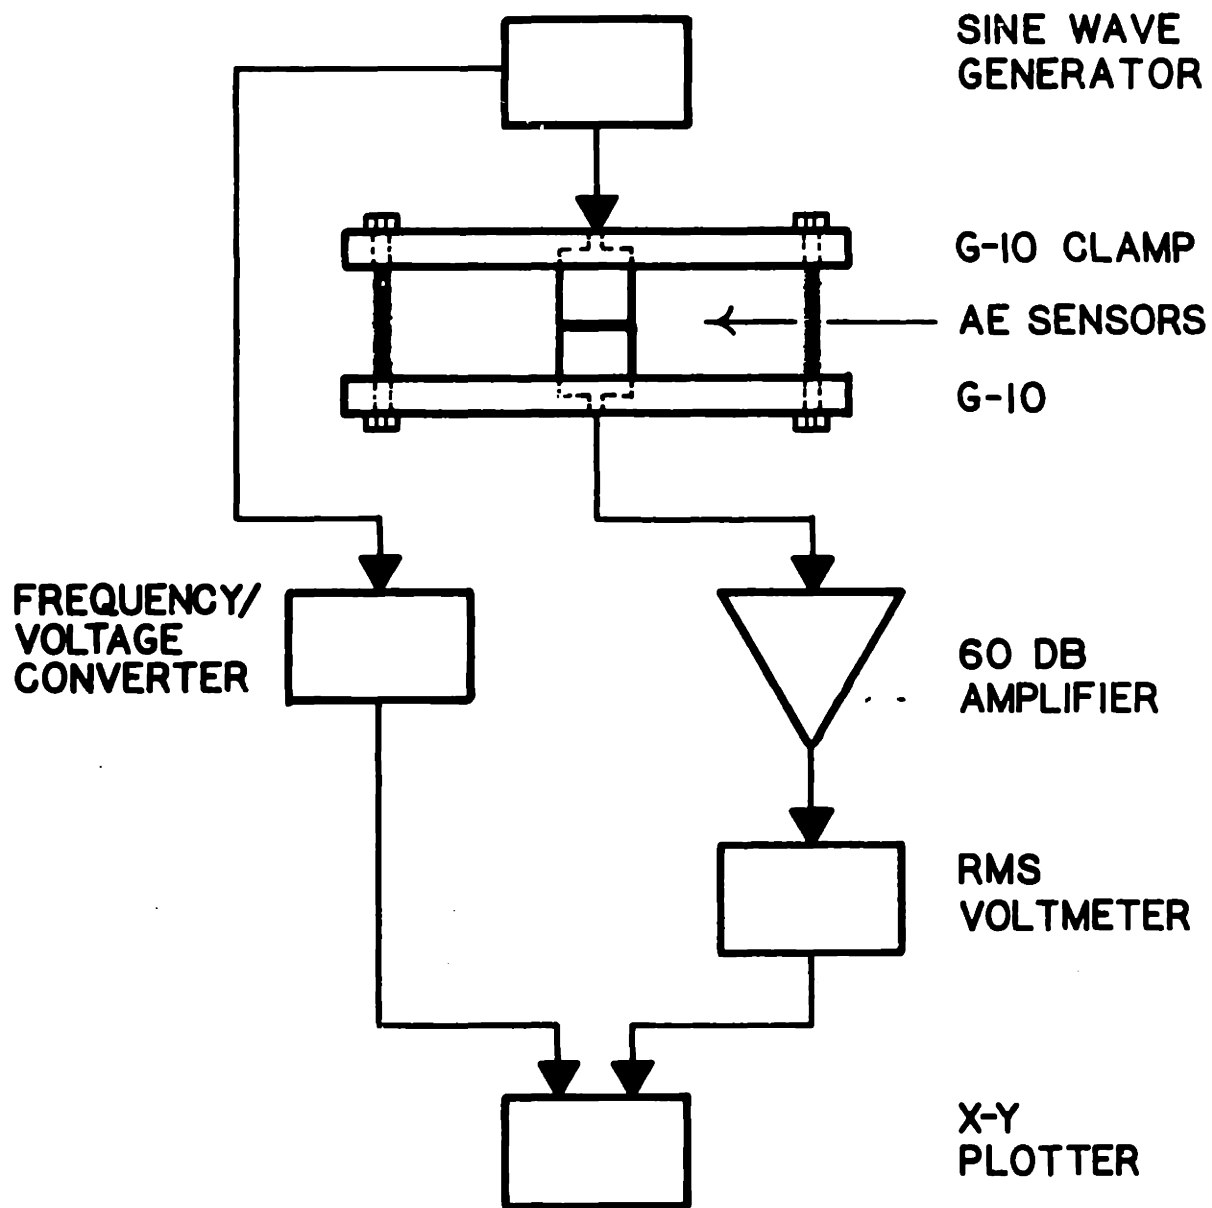 SINE WAVE
GENERATOR
G-10 CLAMP
AE SENSORS
G-10
FREQUENCY/
VOLTAGE
CONVERTER
60 DB
AMPLIFIER
RMS
VOLTMETER
X-Y
PLOTTER